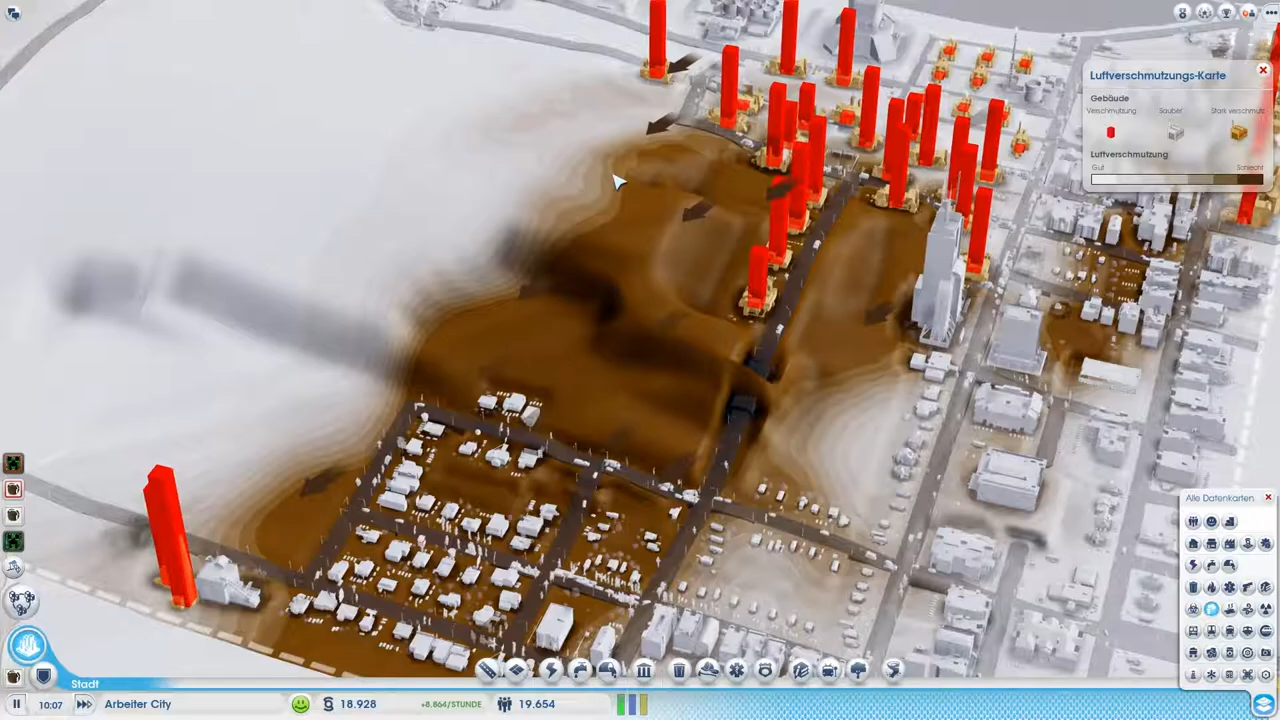 Luftverschmutzungs-Karte
Gebäude
Verschmutzung Sauber Stark verschmutz
Luftverschmutzung
Gut Schlecht
Alle Datenkarten
Stadt
10:07 Arbeiter City 18.928 +8.864/STUNDE 19.654